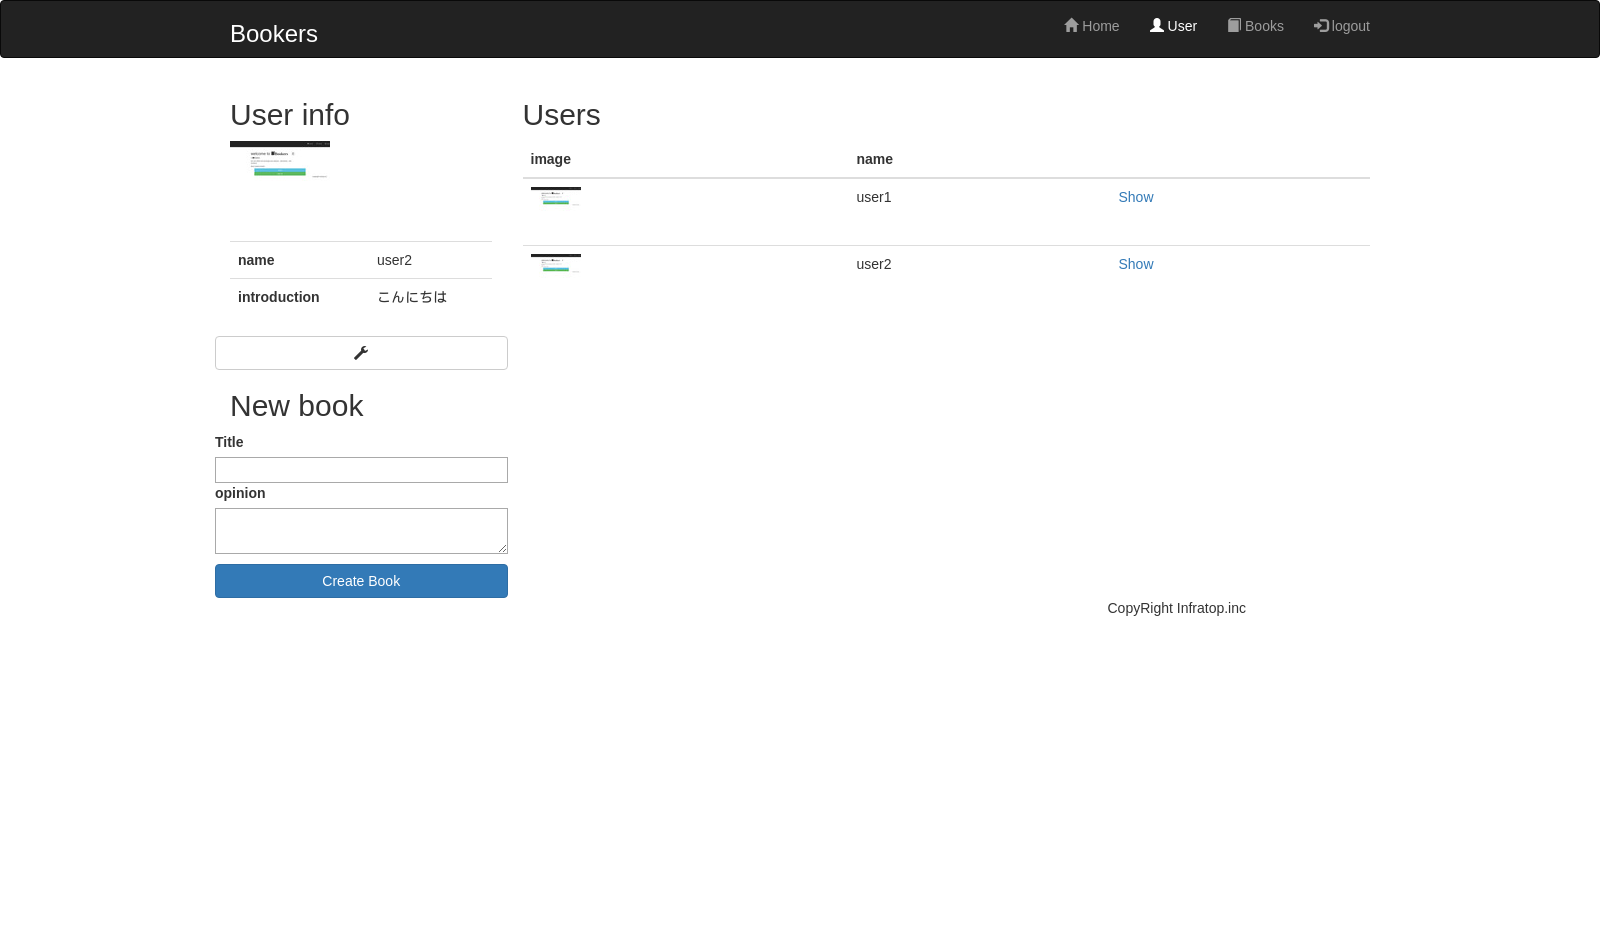 Bookers
Home User Books logout
User info
name user2
introduction こんにちは
New book
Title
opinion
Create Book
Users
image name
user1 Show
user2 Show
CopyRight Infratop.inc